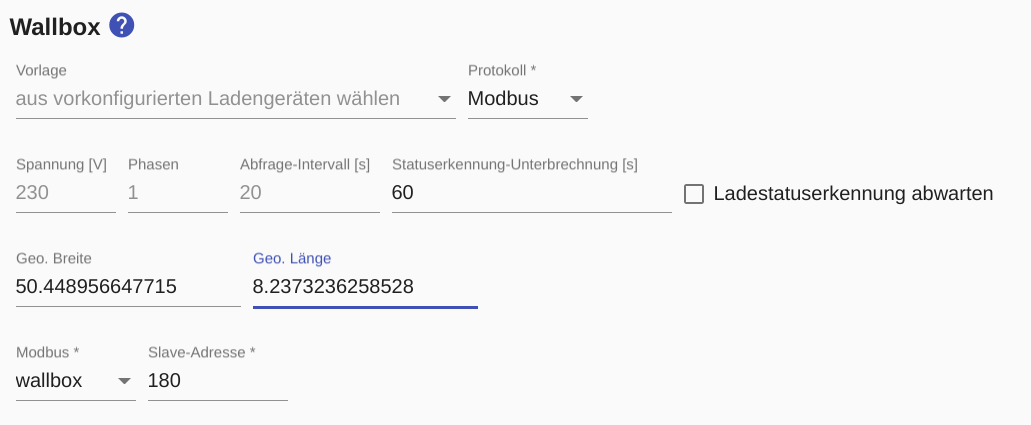 Wallbox ?
Vorlage Protokoll *
aus vorkonfigurierten Ladengeräten wählen Modbus
Spannung [V] Phasen Abfrage-Intervall [s] Statuserkennung-Unterbrechnung [s]
230 1 20 60 Ladestatuserkennung abwarten
Geo. Breite Geo. Länge
50.448956647715 8.2373236258528
Modbus * Slave-Adresse *
wallbox 180